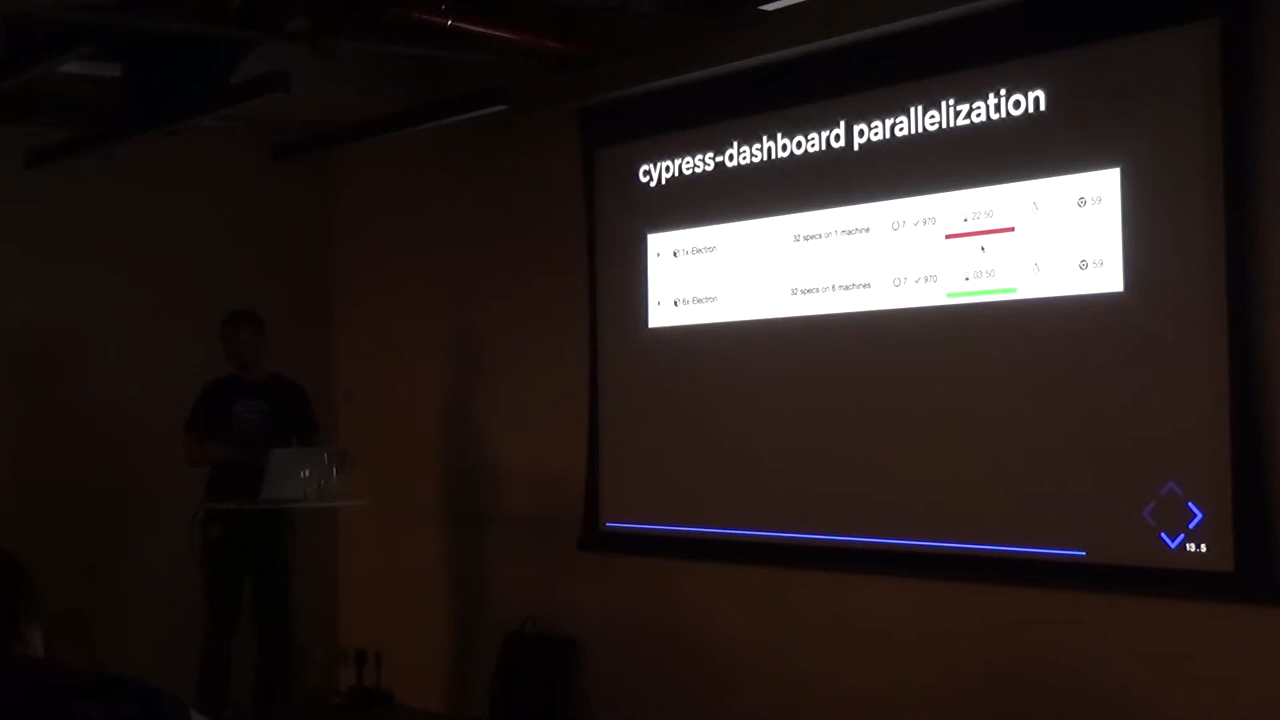 cypress-dashboard parallelization
1x-Electron 32 specs on 1 machine 7 970 22:50 59
6x-Electron 32 specs on 6 machines 7 970 03:50 59
13.5